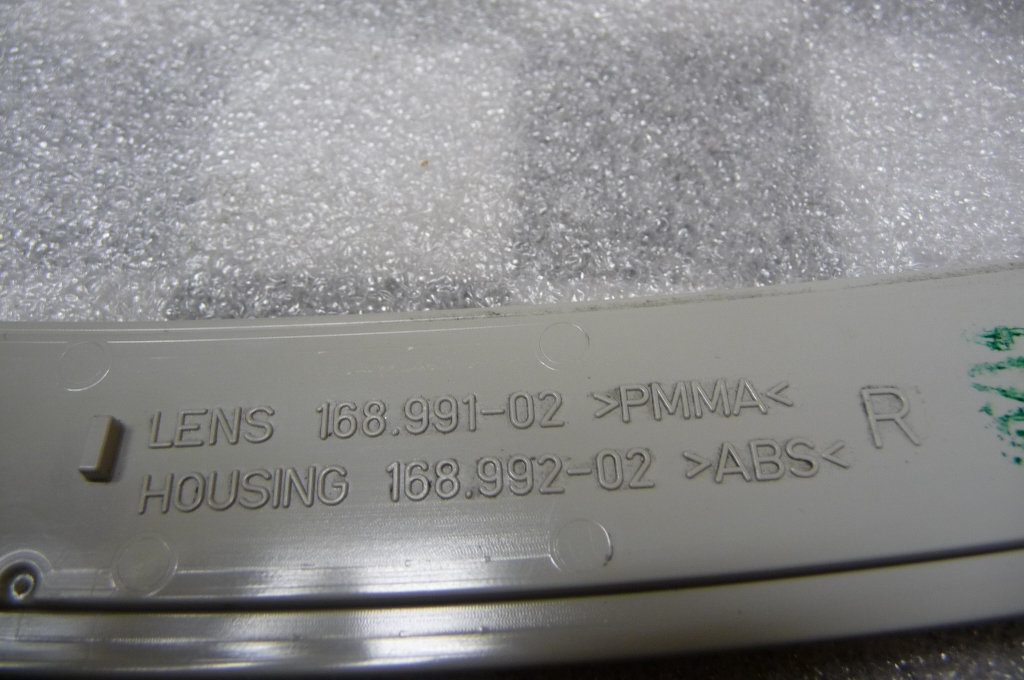 LENS 168.991-02 >PMMA< R
HOUSING 168.992-02 >ABS<